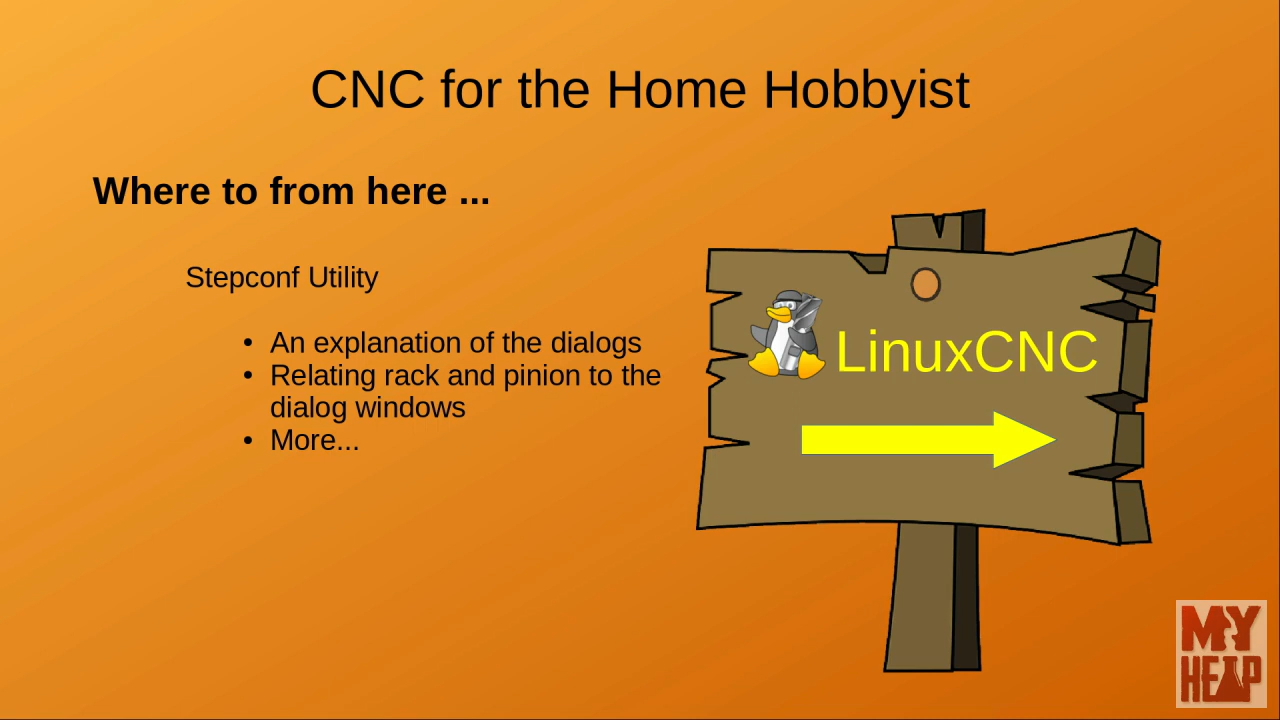 CNC for the Home Hobbyist
Where to from here ...
Stepconf Utility
• An explanation of the dialogs
• Relating rack and pinion to the
dialog windows
• More...
LinuxCNC
MY
HEAP